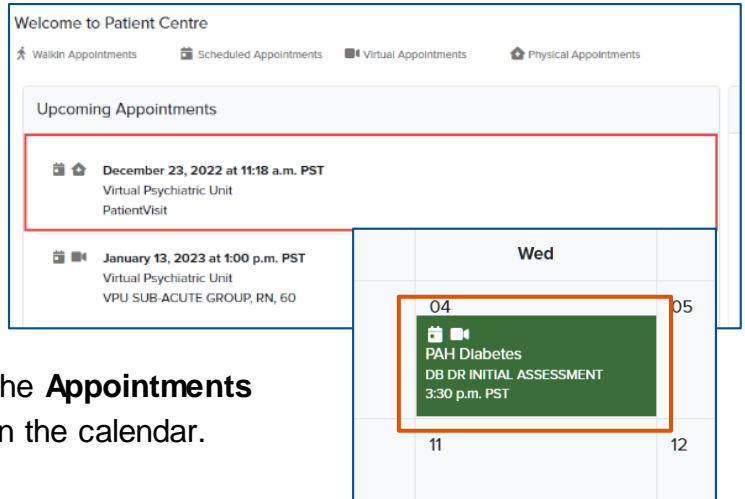 Welcome to Patient Centre
Walkin Appointments Scheduled Appointments Virtual Appointments Physical Appointments
Upcoming Appointments
December 23, 2022 at 11:18 a.m. PST
Virtual Psychiatric Unit
PatientVisit
January 13, 2023 at 1:00 p.m. PST
Virtual Psychiatric Unit
VPU SUB-ACUTE GROUP, RN, 60
Wed
04 05
PAH Diabetes
DB DR INITIAL ASSESSMENT
3:30 p.m. PST
11 12
he Appointments
n the calendar.